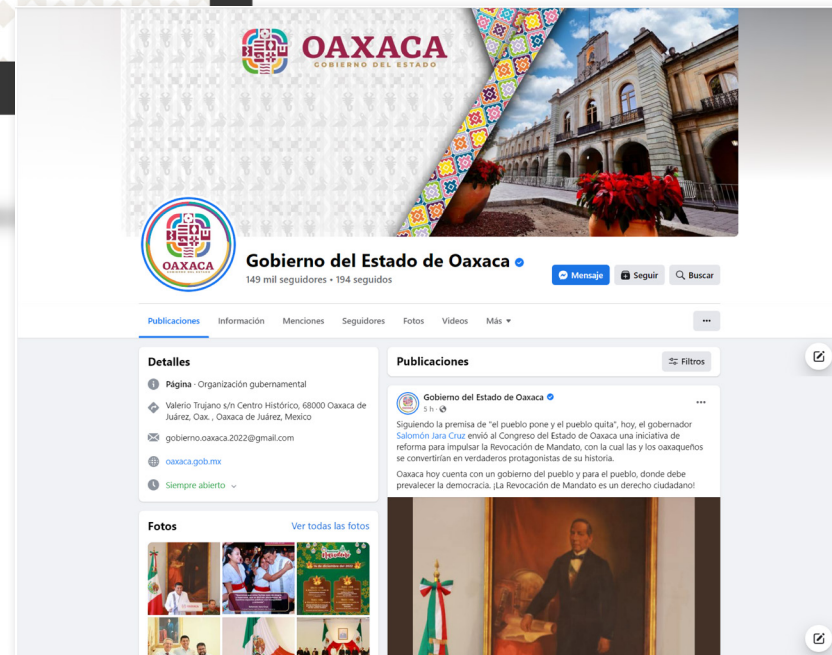 OAXACA
GOBIERNO DEL ESTADO
OAXACA
GOBIERNO DEL ESTADO
Gobierno del Estado de Oaxaca
149 mil seguidores • 194 seguidos
Mensaje
Seguir
Buscar
Publicaciones Información Menciones Seguidores Fotos Videos Más
Detalles
Página · Organización gubernamental
Valerio Trujano s/n Centro Histórico, 68000 Oaxaca de
Juárez, Oax. , Oaxaca de Juárez, Mexico
gobierno.oaxaca.2022@gmail.com
oaxaca.gob.mx
Siempre abierto
Fotos Ver todas las fotos
Publicaciones Filtros
Gobierno del Estado de Oaxaca
5 h ·
Siguiendo la premisa de "el pueblo pone y el pueblo quita", hoy, el gobernador
Salomón Jara Cruz envió al Congreso del Estado de Oaxaca una iniciativa de
reforma para impulsar la Revocación de Mandato, con la cual las y los oaxaqueños
se convertirían en verdaderos protagonistas de su historia.
Oaxaca hoy cuenta con un gobierno del pueblo y para el pueblo, donde debe
prevalecer la democracia. ¡La Revocación de Mandato es un derecho ciudadano!